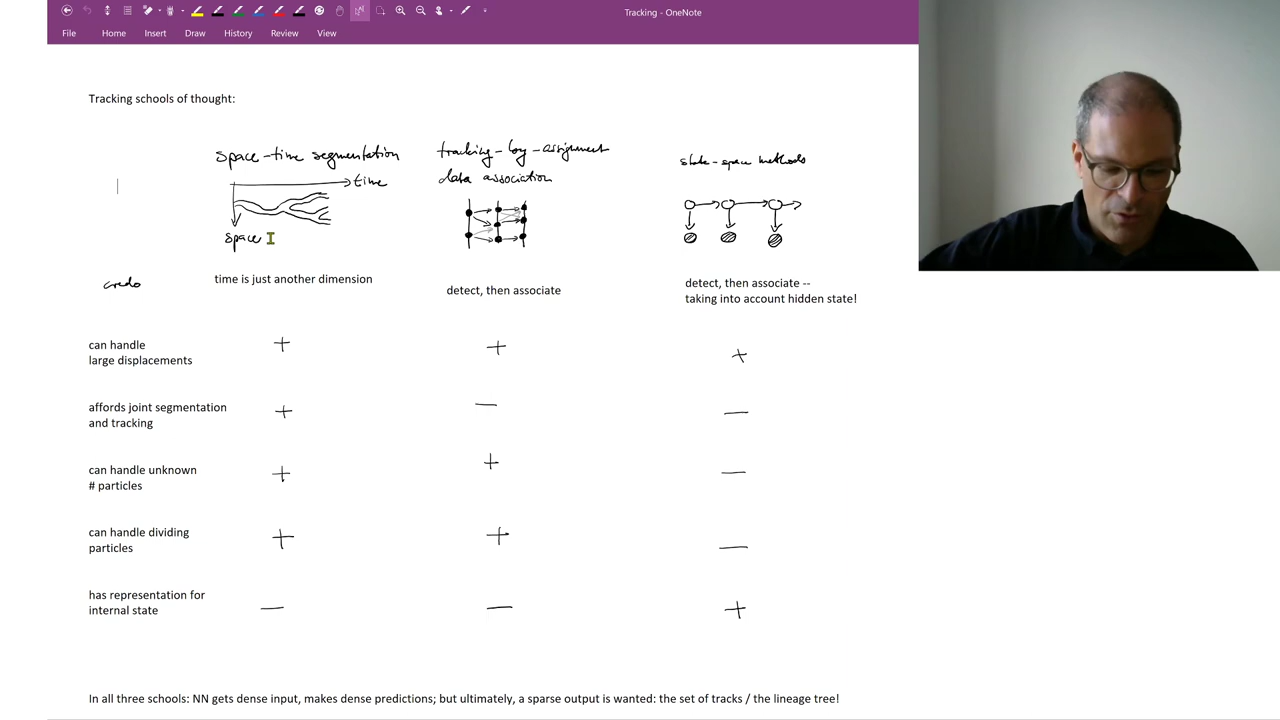 Tracking - OneNote
File Home Insert Draw History Review View
Tracking schools of thought:
space-time segmentation
time
space
tracking-by-assignment
data association
state-space methods
credo
time is just another dimension
detect, then associate
detect, then associate --
taking into account hidden state!
can handle
large displacements
+ + +
affords joint segmentation
and tracking
+ — —
can handle unknown
# particles
+ + —
can handle dividing
particles
+ + —
has representation for
internal state
— — +
In all three schools: NN gets dense input, makes dense predictions; but ultimately, a sparse output is wanted: the set of tracks / the lineage tree!